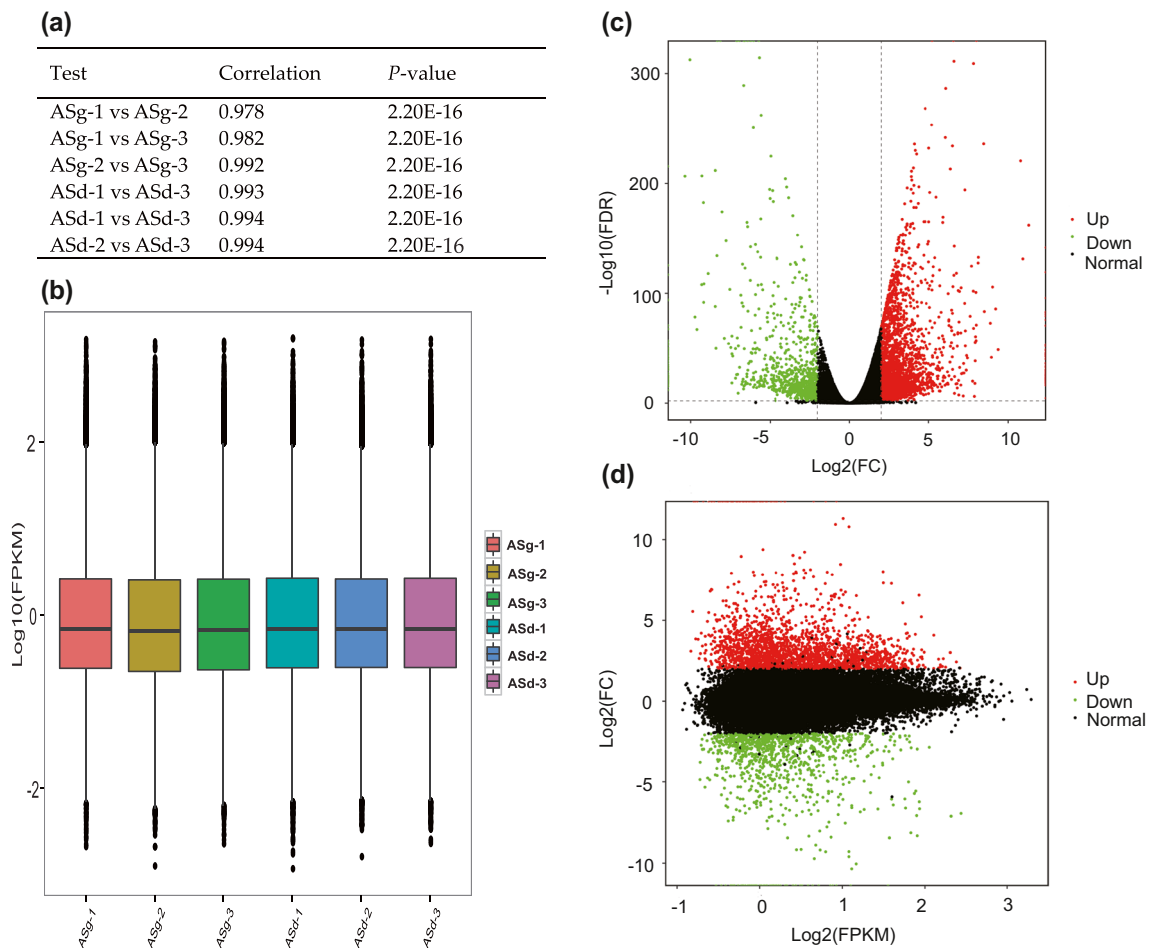 (a)
Test Correlation P-value
ASg-1 vs ASg-2 0.978 2.20E-16
ASg-1 vs ASg-3 0.982 2.20E-16
ASg-2 vs ASg-3 0.992 2.20E-16
ASd-1 vs ASd-3 0.993 2.20E-16
ASd-1 vs ASd-3 0.994 2.20E-16
ASd-2 vs ASd-3 0.994 2.20E-16
(b)
Log10(FPKM)
2
0
-2
ASg-1
ASg-2
ASg-3
ASd-1
ASd-2
ASd-3
ASg-1
ASg-2
ASg-3
ASd-1
ASd-2
ASd-3
(c)
-Log10(FDR)
300
200
100
0
-10 -5 0 5 10
Log2(FC)
Up
Down
Normal
(d)
Log2(FC)
10
5
0
-5
-10
-1 0 1 2 3
Log2(FPKM)
Up
Down
Normal